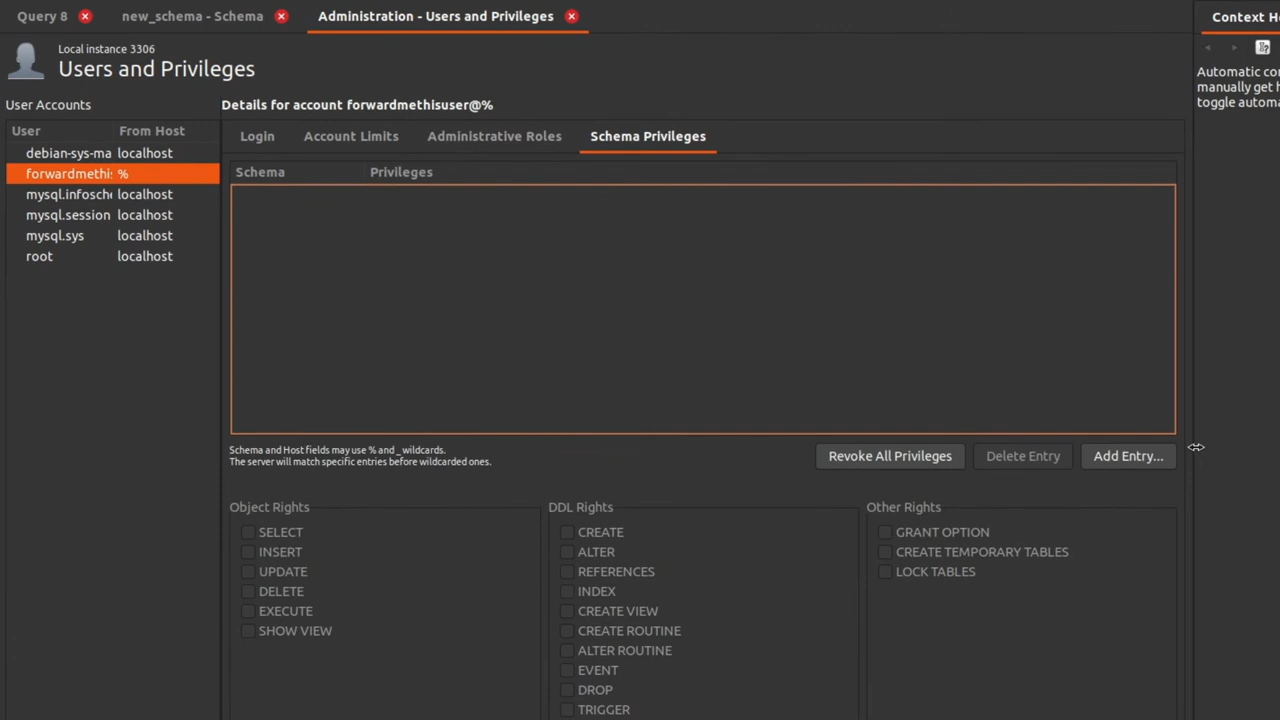 Query 8
new_schema - Schema
Administration - Users and Privileges
Context He
Local instance 3306
Users and Privileges
Automatic con
manually get h
toggle automa
User Accounts
Details for account forwardmethisuser@%
User From Host
debian-sys-ma localhost
forwardmethi: %
mysql.infosche localhost
mysql.session localhost
mysql.sys localhost
root localhost
Login Account Limits Administrative Roles Schema Privileges
Schema Privileges
Schema and Host fields may use % and _ wildcards.
The server will match specific entries before wildcarded ones.
Revoke All Privileges Delete Entry Add Entry...
Object Rights
SELECT
INSERT
UPDATE
DELETE
EXECUTE
SHOW VIEW
DDL Rights
CREATE
ALTER
REFERENCES
INDEX
CREATE VIEW
CREATE ROUTINE
ALTER ROUTINE
EVENT
DROP
TRIGGER
Other Rights
GRANT OPTION
CREATE TEMPORARY TABLES
LOCK TABLES